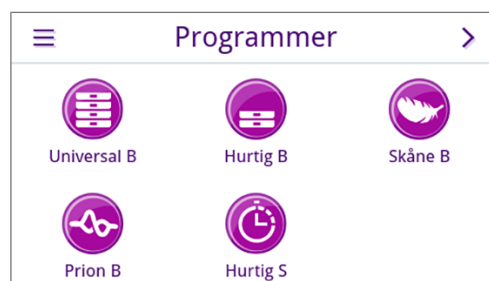 Programmer
Universal B
Hurtig B
Skåne B
Prion B
Hurtig S